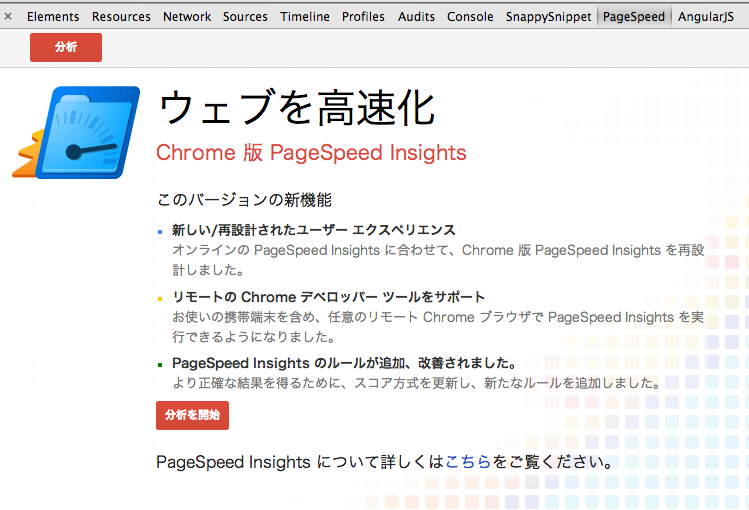 × Elements Resources Network Sources Timeline Profiles Audits Console SnappySnippet PageSpeed AngularJS
分析
ウェブを高速化
Chrome 版 PageSpeed Insights
このバージョンの新機能
新しい/再設計されたユーザー エクスペリエンス
オンラインの PageSpeed Insights に合わせて、Chrome 版 PageSpeed Insights を再設
計しました。
リモートの Chrome デベロッパー ツールをサポート
お使いの携帯端末を含め、任意のリモート Chrome ブラウザで PageSpeed Insights を実
行できるようになりました。
PageSpeed Insights のルールが追加、改善されました。
より正確な結果を得るために、スコア方式を更新し、新たなルールを追加しました。
分析を開始
PageSpeed Insights について詳しくはこちらをご覧ください。